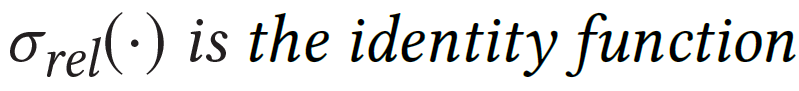 σ_rel(·) is the identity function